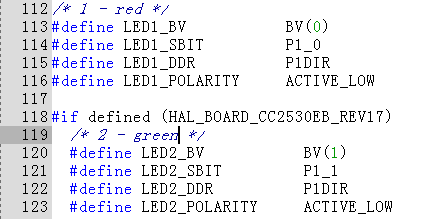 112 /* 1 - red */
113 #define LED1_BV BV(0)
114 #define LED1_SBIT P1_0
115 #define LED1_DDR P1DIR
116 #define LED1_POLARITY ACTIVE_LOW
117
118 #if defined (HAL_BOARD_CC2530EB_REV17)
119 /* 2 - green */
120 #define LED2_BV BV(1)
121 #define LED2_SBIT P1_1
122 #define LED2_DDR P1DIR
123 #define LED2_POLARITY ACTIVE_LOW